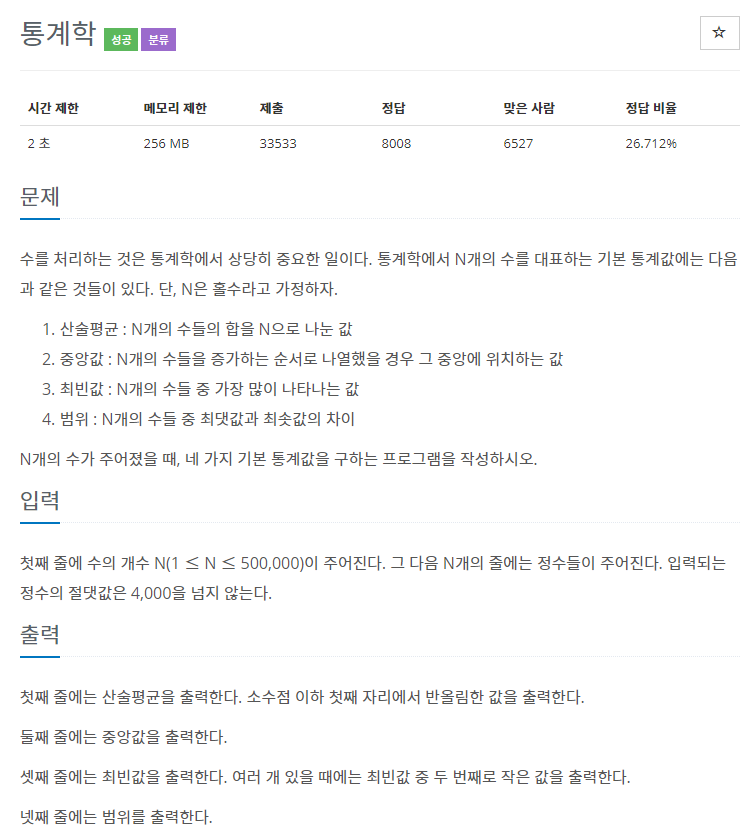 통계학 성공 분류
☆
시간 제한 메모리 제한 제출 정답 맞은 사람 정답 비율
2 초 256 MB 33533 8008 6527 26.712%
문제
수를 처리하는 것은 통계학에서 상당히 중요한 일이다. 통계학에서 N개의 수를 대표하는 기본 통계값에는 다음
과 같은 것들이 있다. 단, N은 홀수라고 가정하자.
1. 산술평균 : N개의 수들의 합을 N으로 나눈 값
2. 중앙값 : N개의 수들을 증가하는 순서로 나열했을 경우 그 중앙에 위치하는 값
3. 최빈값 : N개의 수들 중 가장 많이 나타나는 값
4. 범위 : N개의 수들 중 최댓값과 최솟값의 차이
N개의 수가 주어졌을 때, 네 가지 기본 통계값을 구하는 프로그램을 작성하시오.
입력
첫째 줄에 수의 개수 N(1 ≤ N ≤ 500,000)이 주어진다. 그 다음 N개의 줄에는 정수들이 주어진다. 입력되는
정수의 절댓값은 4,000을 넘지 않는다.
출력
첫째 줄에는 산술평균을 출력한다. 소수점 이하 첫째 자리에서 반올림한 값을 출력한다.
둘째 줄에는 중앙값을 출력한다.
셋째 줄에는 최빈값을 출력한다. 여러 개 있을 때에는 최빈값 중 두 번째로 작은 값을 출력한다.
넷째 줄에는 범위를 출력한다.